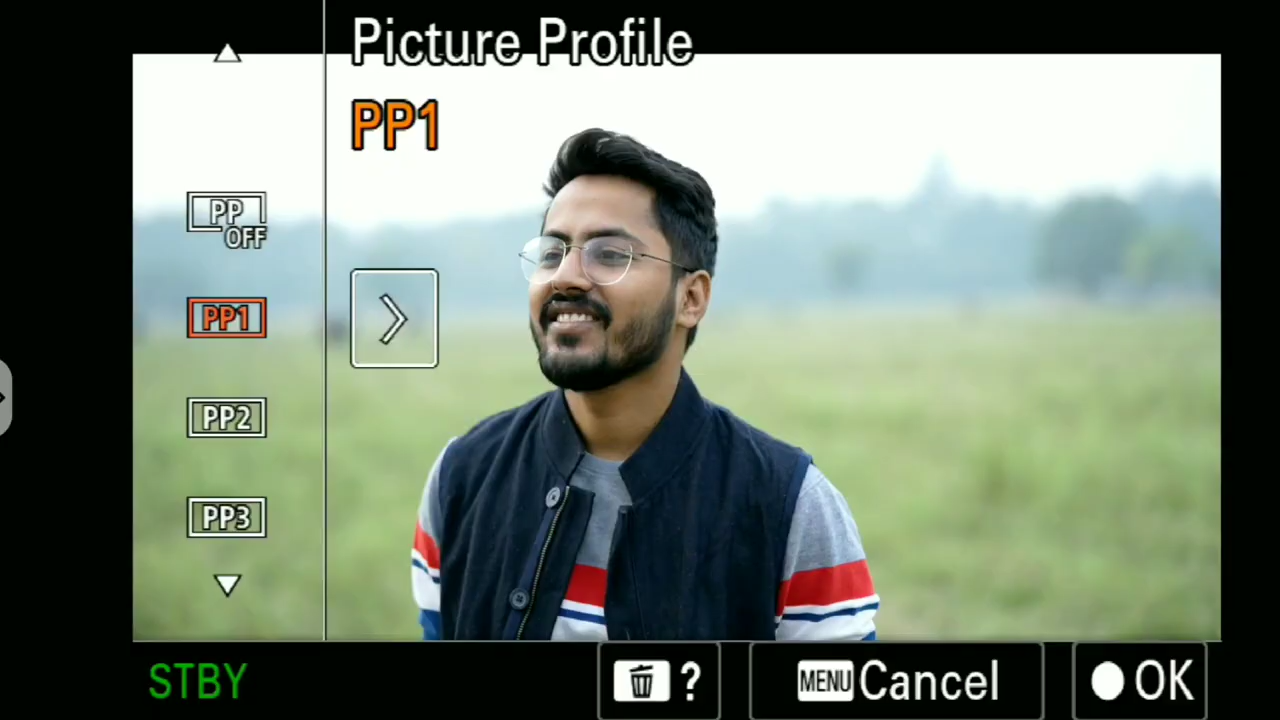 Picture Profile
PP1
PP OFF
PP1
PP2
PP3
STBY
?
MENU Cancel
OK